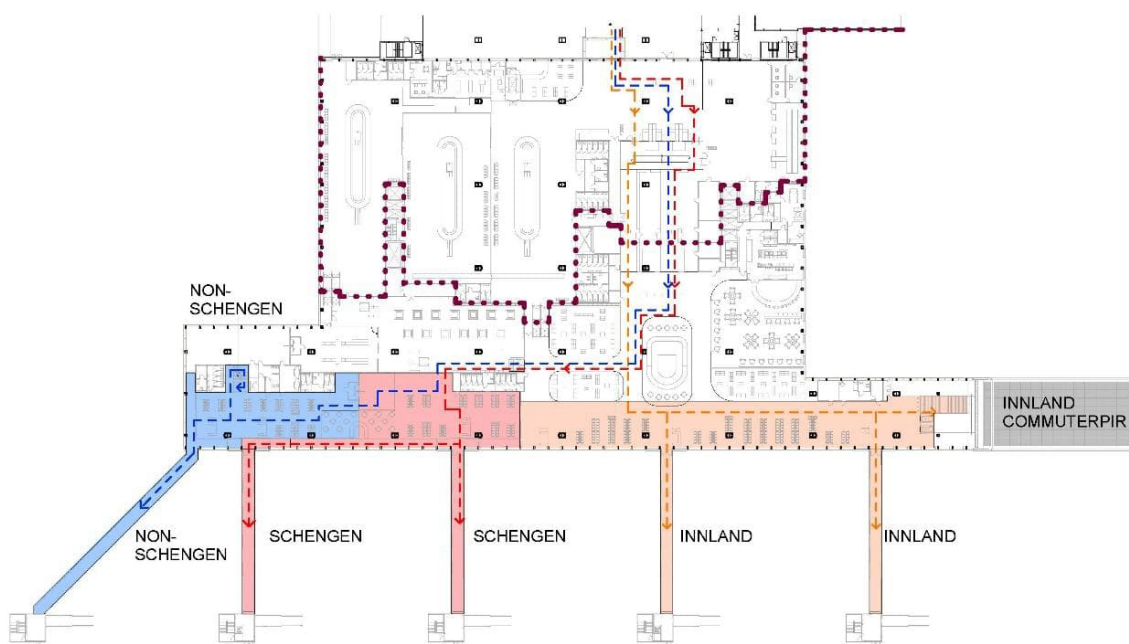 NON-
SCHENGEN
INNLAND
COMMUTERPIR
NON-
SCHENGEN
SCHENGEN
SCHENGEN
INNLAND
INNLAND